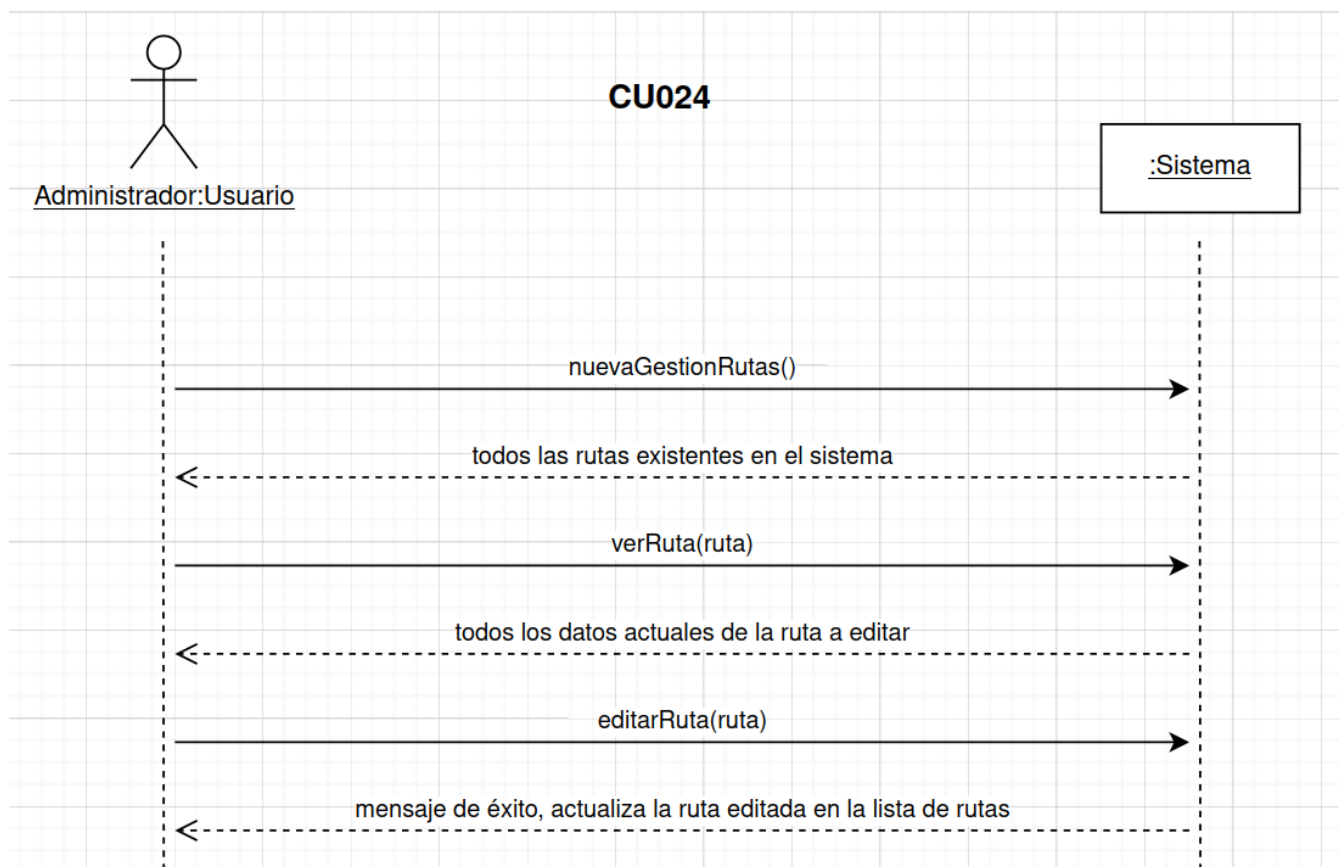 CU024
:Sistema
Administrador:Usuario
nuevaGestionRutas()
todos las rutas existentes en el sistema
verRuta(ruta)
todos los datos actuales de la ruta a editar
editarRuta(ruta)
mensaje de éxito, actualiza la ruta editada en la lista de rutas